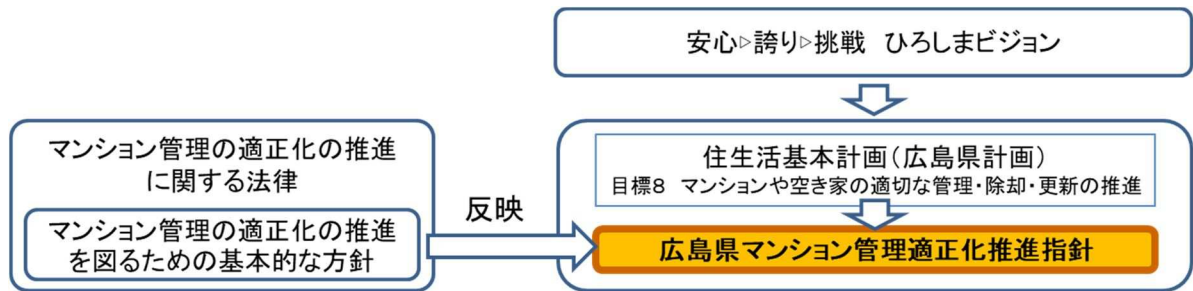 安心▷誇り▷挑戦　ひろしまビジョン
マンション管理の適正化の推進
に関する法律
マンション管理の適正化の推進
を図るための基本的な方針
反映
住生活基本計画(広島県計画)
目標8　マンションや空き家の適切な管理・除却・更新の推進
広島県マンション管理適正化推進指針